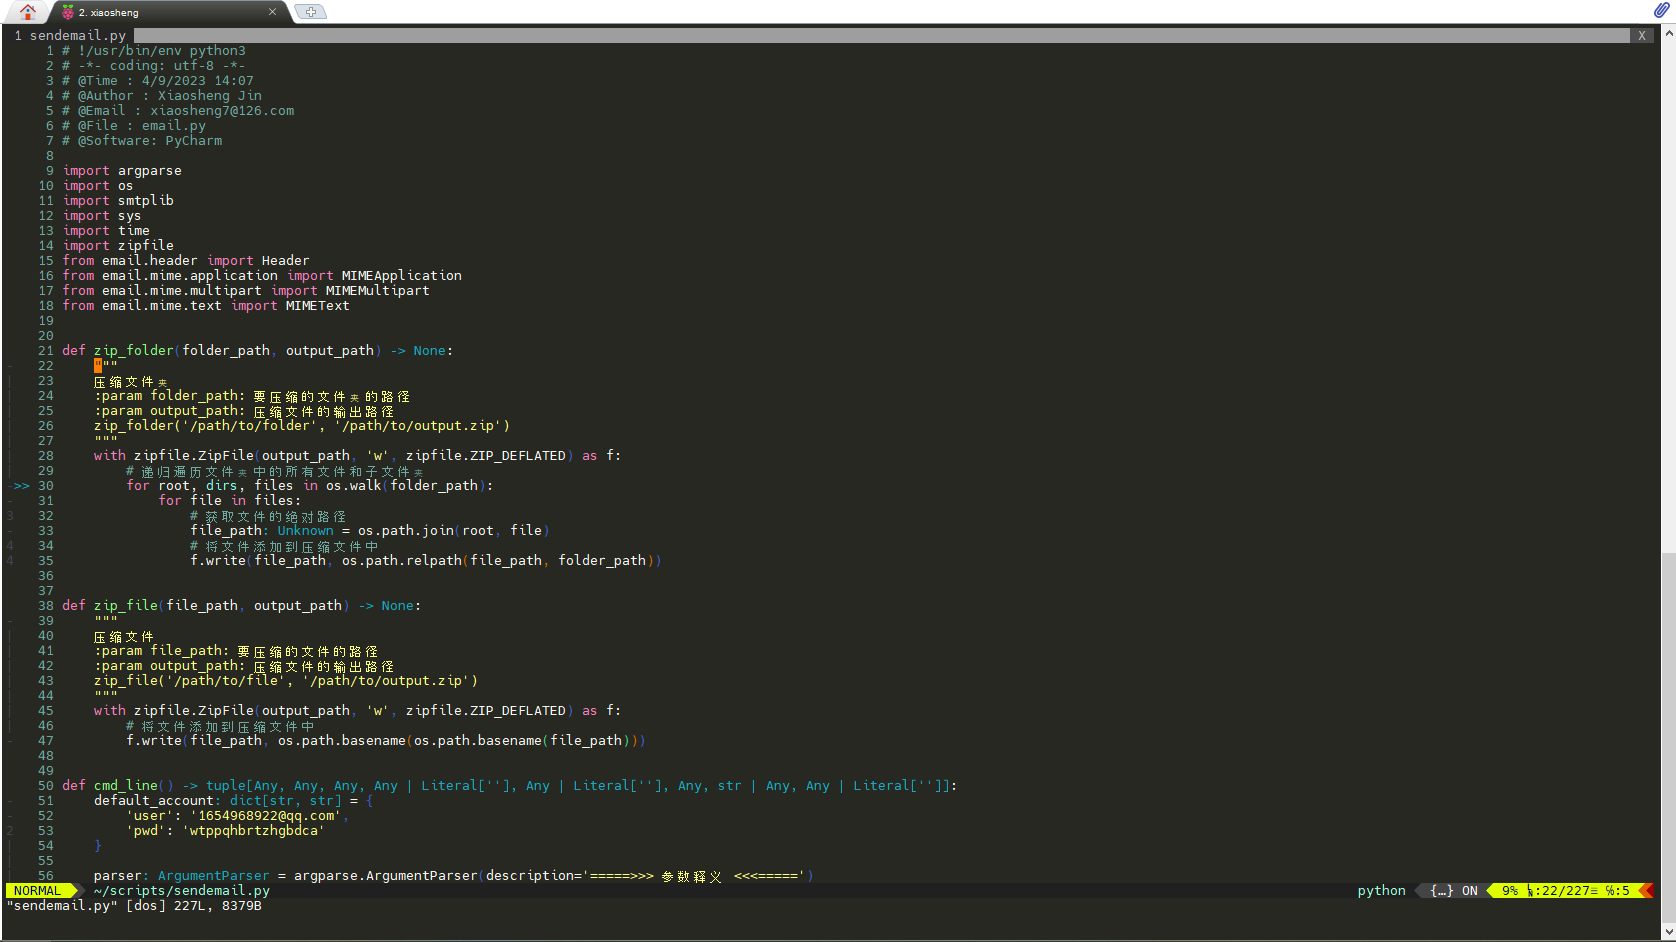 2. xiaosheng
1 sendemail.py X
1 # !/usr/bin/env python3
2 # -*- coding: utf-8 -*-
3 # @Time : 4/9/2023 14:07
4 # @Author : Xiaosheng Jin
5 # @Email : xiaosheng7@126.com
6 # @File : email.py
7 # @Software: PyCharm
8
9 import argparse
10 import os
11 import smtplib
12 import sys
13 import time
14 import zipfile
15 from email.header import Header
16 from email.mime.application import MIMEApplication
17 from email.mime.multipart import MIMEMultipart
18 from email.mime.text import MIMEText
19
20
21 def zip_folder(folder_path, output_path) -> None:
- 22 """
| 23 压缩文件夹
| 24 :param folder_path: 要压缩的文件夹的路径
| 25 :param output_path: 压缩文件的输出路径
| 26 zip_folder('/path/to/folder', '/path/to/output.zip')
| 27 """
| 28 with zipfile.ZipFile(output_path, 'w', zipfile.ZIP_DEFLATED) as f:
| 29 # 递归遍历文件夹中的所有文件和子文件夹
->> 30 for root, dirs, files in os.walk(folder_path):
- 31 for file in files:
3 32 # 获取文件的绝对路径
- 33 file_path: Unknown = os.path.join(root, file)
4 34 # 将文件添加到压缩文件中
4 35 f.write(file_path, os.path.relpath(file_path, folder_path))
36
37
38 def zip_file(file_path, output_path) -> None:
- 39 """
| 40 压缩文件
| 41 :param file_path: 要压缩的文件的路径
| 42 :param output_path: 压缩文件的输出路径
| 43 zip_file('/path/to/file', '/path/to/output.zip')
| 44 """
| 45 with zipfile.ZipFile(output_path, 'w', zipfile.ZIP_DEFLATED) as f:
| 46 # 将文件添加到压缩文件中
- 47 f.write(file_path, os.path.basename(os.path.basename(file_path)))
48
49
50 def cmd_line() -> tuple[Any, Any, Any, Any | Literal[''], Any | Literal[''], Any, str | Any, Any | Literal['']]:
- 51 default_account: dict[str, str] = {
- 52 'user': '1654968922@qq.com',
2 53 'pwd': 'wtppqhbrtzhgbdca'
| 54 }
| 55
| 56 parser: ArgumentParser = argparse.ArgumentParser(description='=====>>> 参数释义 <<<=====')
NORMAL ~/scripts/sendemail.py python {…} ON 9% :22/227≡ ℅:5
"sendemail.py" [dos] 227L, 8379B